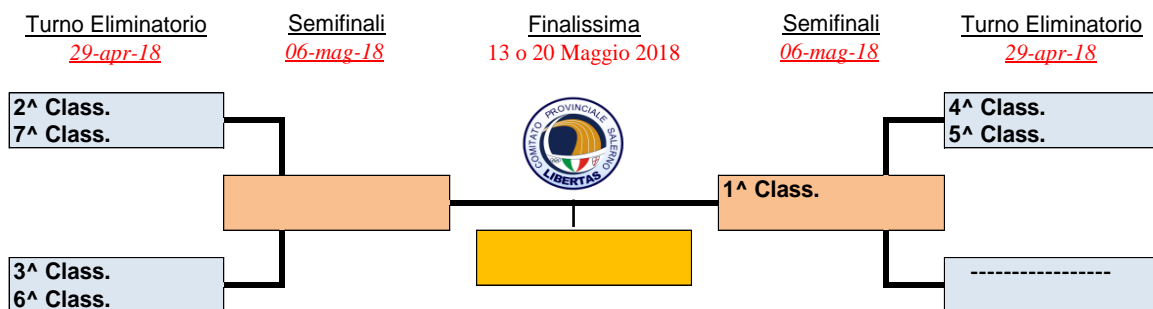 Turno Eliminatorio
29-apr-18
Semifinali
06-mag-18
Finalissima
13 o 20 Maggio 2018
Semifinali
06-mag-18
Turno Eliminatorio
29-apr-18
2^ Class.
7^ Class.
COMITATO PROVINCIALE SALERNO
LIBERTAS
4^ Class.
5^ Class.
1^ Class.
3^ Class.
6^ Class.
-----------------